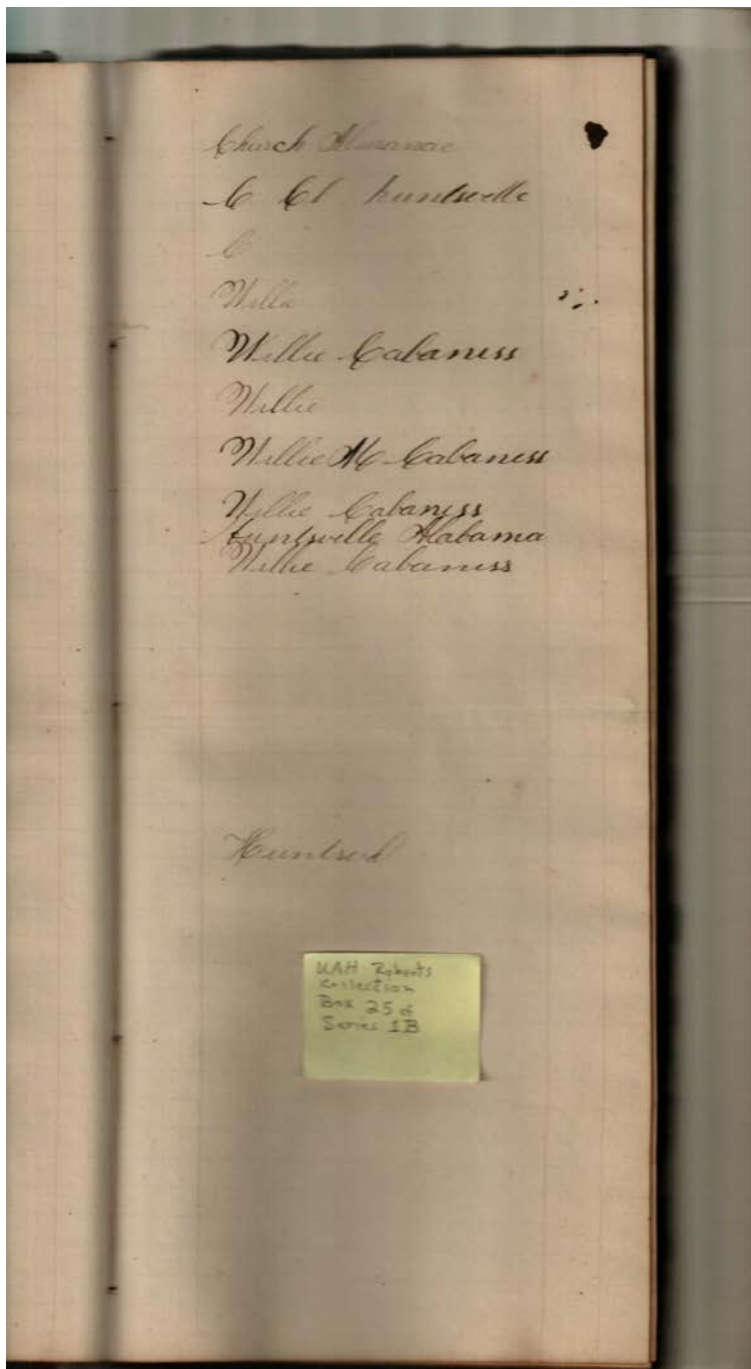 Church Almanac
C Cl huntsville
C
Willi
Willie Cabaniss
Willie
Willie M Cabaniss
Willie Cabaniss
Huntsville Alabama
Willie Cabaniss
Huntsvil
UAH Roberts
Collection
Box 25 of
Series 1B